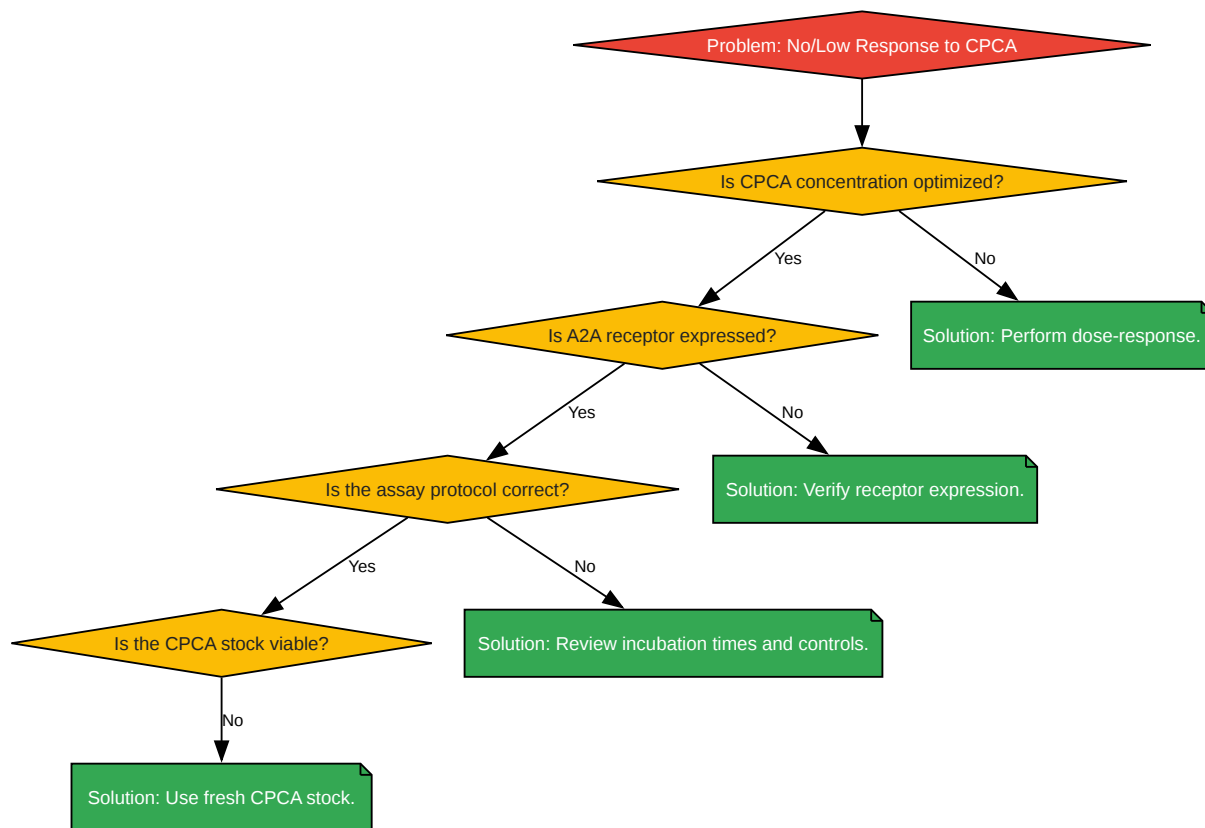 Problem: No/Low Response to CPCA
Is CPCA concentration optimized?
Yes
No
Is A2A receptor expressed?
Solution: Perform dose-response.
Yes
No
Is the assay protocol correct?
Solution: Verify receptor expression.
Yes
No
Is the CPCA stock viable?
Solution: Review incubation times and controls.
No
Solution: Use fresh CPCA stock.